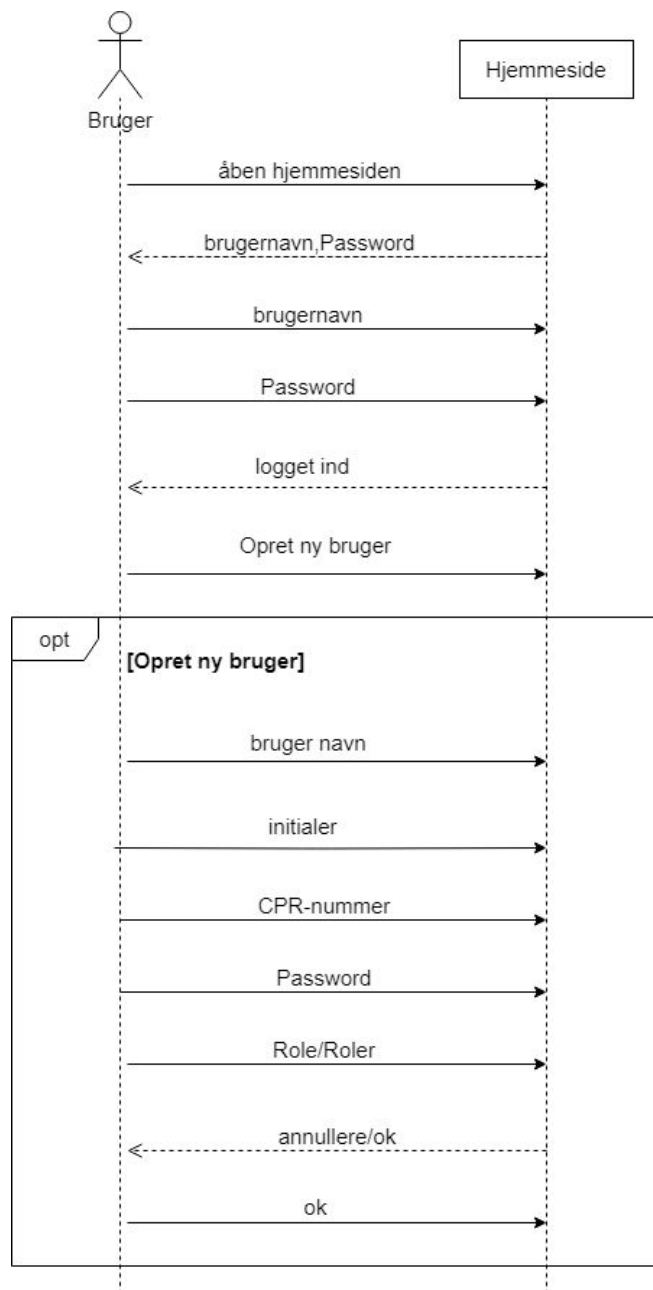 Bruger
Hjemmeside
åben hjemmesiden
brugernavn,Password
brugernavn
Password
logget ind
Opret ny bruger
opt
[Opret ny bruger]
bruger navn
initialer
CPR-nummer
Password
Role/Roler
annullere/ok
ok